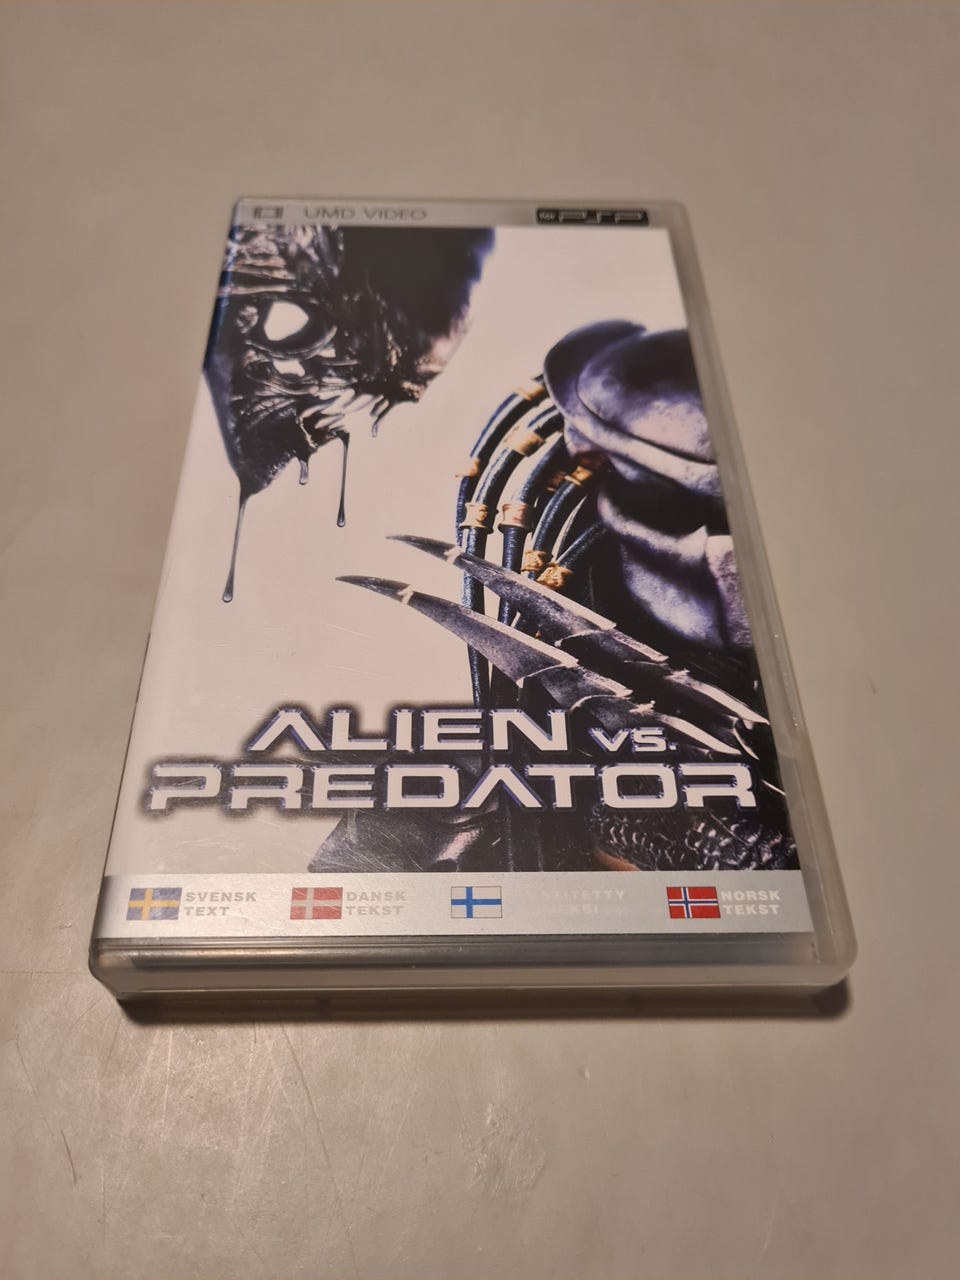 UMD VIDEO
PSP
ALIEN VS.
PREDATOR
SVENSK
TEXT
DANSK
TEKST
NORSK
TEKST